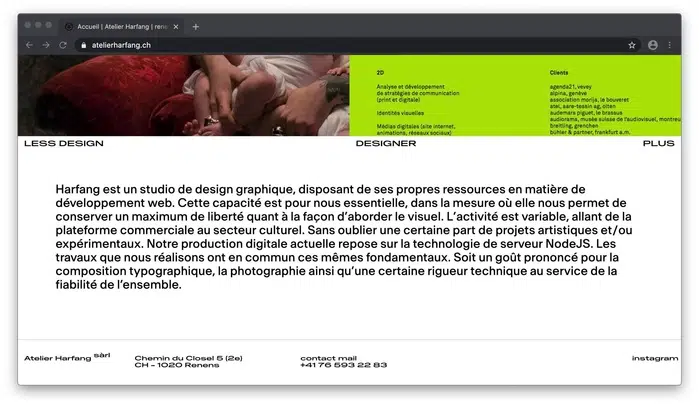 Accueil | Atelier Harfang | rene
atelierharfang.ch
2D
Analyse et développement
de stratégies de communication
(print et digitale)
Identités visuelles
Médias digitales (site internet,
animations, réseaux sociaux)
Clients
agenda21, vevey
alpina, genève
association morija, le bouveret
atel, aare-tessin ag, olten
audemars piguet, le brassus
audiorama, musée suisse de l'audiovisuel, montreu
breitling, grenchen
bühler & partner, frankfurt a.m.
LESS DESIGN DESIGNER PLUS
Harfang est un studio de design graphique, disposant de ses propres ressources en matière de
développement web. Cette capacité est pour nous essentielle, dans la mesure où elle nous permet de
conserver un maximum de liberté quant à la façon d'aborder le visuel. L'activité est variable, allant de la
plateforme commerciale au secteur culturel. Sans oublier une certaine part de projets artistiques et/ou
expérimentaux. Notre production digitale actuelle repose sur la technologie de serveur NodeJS. Les
travaux que nous réalisons ont en commun ces mêmes fondamentaux. Soit un goût prononcé pour la
composition typographique, la photographie ainsi qu'une certaine rigueur technique au service de la
fiabilité de l'ensemble.
Atelier Harfang sàrl
Chemin du Closel 5 (2e)
CH – 1020 Renens
contact mail
+41 76 593 22 83
instagram